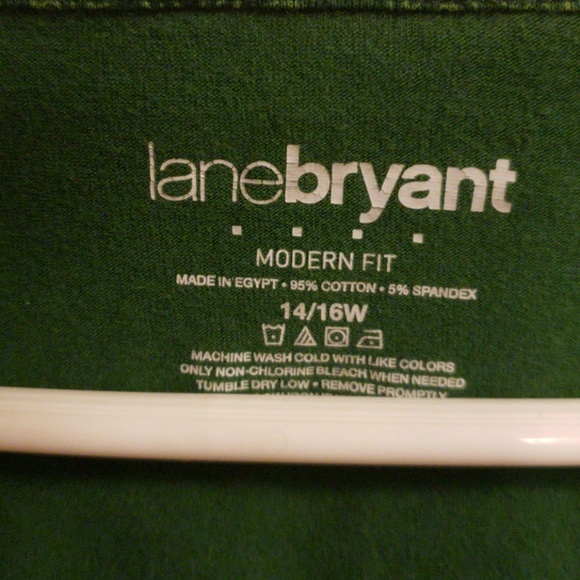 lanebryant
MODERN FIT
MADE IN EGYPT • 95% COTTON • 5% SPANDEX
14/16W
MACHINE WASH COLD WITH LIKE COLORS
ONLY NON-CHLORINE BLEACH WHEN NEEDED
TUMBLE DRY LOW • REMOVE PROMPTLY